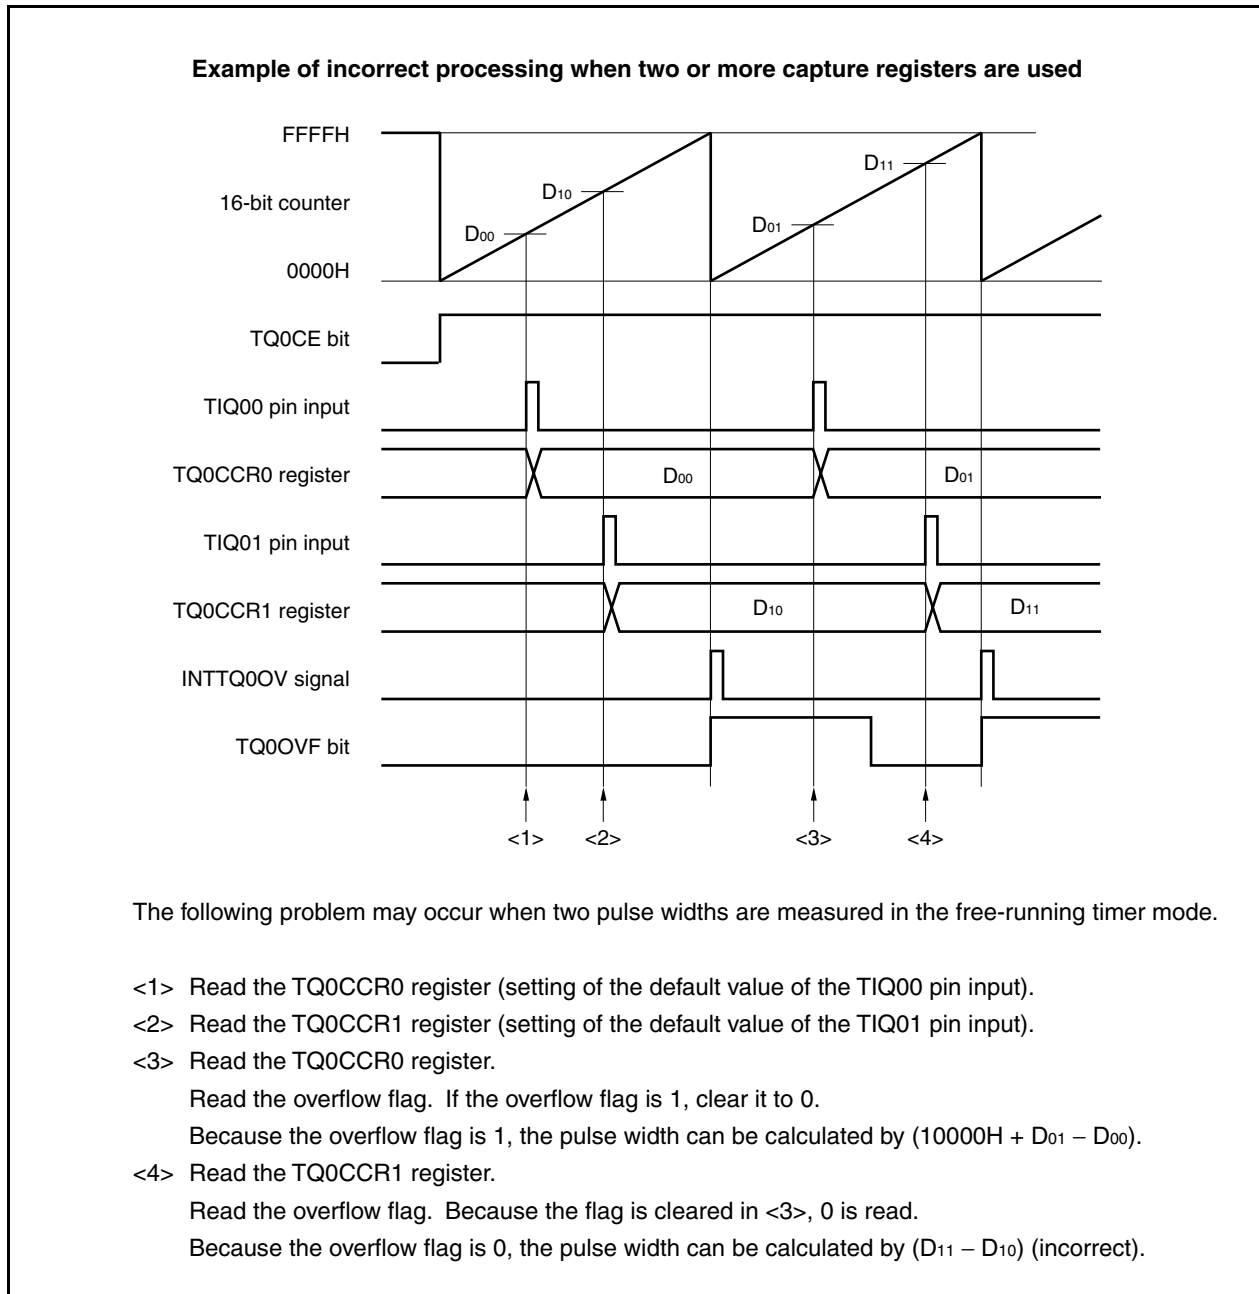 Example of incorrect processing when two or more capture registers are used
FFFFH
D11
D10
16-bit counter
D01
D00
0000H
TQ0CE bit
TIQ00 pin input
TQ0CCR0 register
D00
D01
TIQ01 pin input
TQ0CCR1 register
D10
D11
INTTQ0OV signal
TQ0OVF bit
<1> <2> <3> <4>
The following problem may occur when two pulse widths are measured in the free-running timer mode.
<1> Read the TQ0CCR0 register (setting of the default value of the TIQ00 pin input).
<2> Read the TQ0CCR1 register (setting of the default value of the TIQ01 pin input).
<3> Read the TQ0CCR0 register.
Read the overflow flag. If the overflow flag is 1, clear it to 0.
Because the overflow flag is 1, the pulse width can be calculated by (10000H + D01 − D00).
<4> Read the TQ0CCR1 register.
Read the overflow flag. Because the flag is cleared in <3>, 0 is read.
Because the overflow flag is 0, the pulse width can be calculated by (D11 − D10) (incorrect).